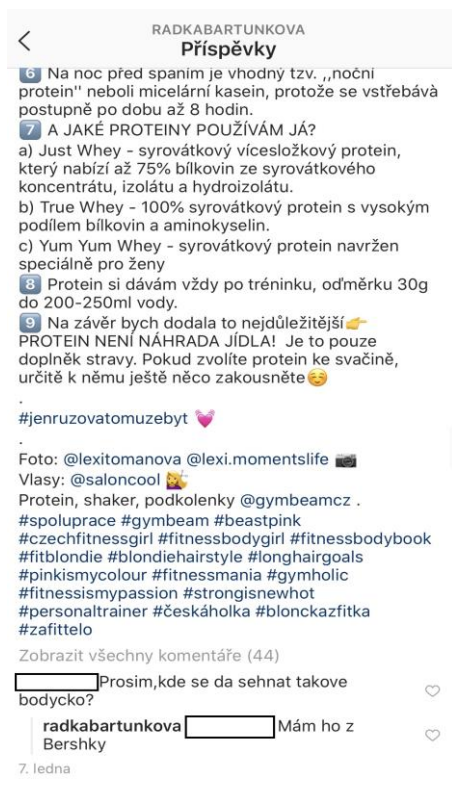 RADKABARTUNKOVA
Příspěvky
6 Na noc před spaním je vhodný tzv. ,,noční
protein'' neboli micelární kasein, protože se vstřebává
postupně po dobu až 8 hodin.
7 A JAKÉ PROTEINY POUŽÍVÁM JÁ?
a) Just Whey - syrovátkový vícesložkový protein,
který nabízí až 75% bílkovin ze syrovátkového
koncentrátu, izolátu a hydroizolátu.
b) True Whey - 100% syrovátkový protein s vysokým
podílem bílkovin a aminokyselin.
c) Yum Yum Whey - syrovátkový protein navržen
speciálně pro ženy
8 Protein si dávám vždy po tréninku, oďměrku 30g
do 200-250ml vody.
9 Na závěr bych dodala to nejdůležitější👉
PROTEIN NENÍ NÁHRADA JÍDLA! Je to pouze
doplněk stravy. Pokud zvolíte protein ke svačině,
určitě k němu ještě něco zakousněte☺️
.
#jenruzovatomuzebyt 💓
.
Foto: @lexitomanova @lexi.momentslife 📷
Vlasy: @saloncool 💇‍♀️
Protein, shaker, podkolenky @gymbeamcz .
#spoluprace #gymbeam #beastpink
#czechfitnessgirl #fitnessbodygirl #fitnessbodybook
#fitblondie #blondiehairstyle #longhairgoals
#pinkismycolour #fitnessmania #gymholic
#fitnessismypassion #strongisnewhot
#personaltrainer #českáholka #blonckazfitka
#zafittelo
Zobrazit všechny komentáře (44)
Prosim,kde se da sehnat takove
bodycko?
radkabartunkova Mám ho z
Bershky
7. ledna